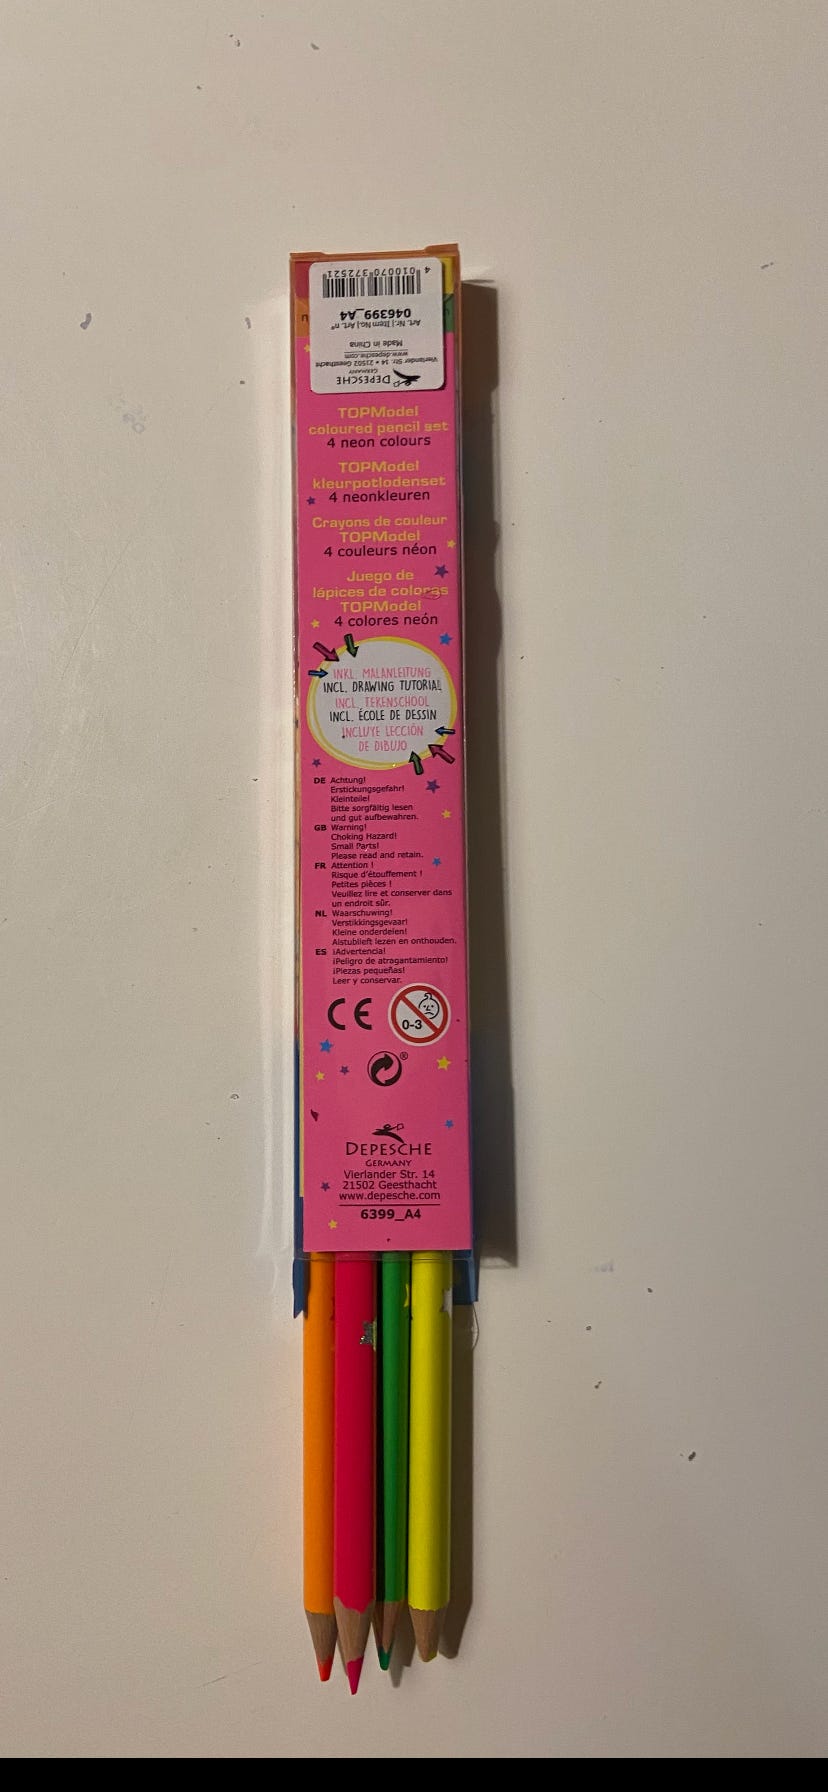 4 010070 372521
046399_A4
Art. Nr. | Item No. | Art. n°
Made in China
www.depesche.com
Vierlander Str. 14 • 21502 Geesthacht
GERMANY
DEPESCHE
TOPModel
coloured pencil set
4 neon colours
TOPModel
kleurpotlodenset
4 neonkleuren
Crayons de couleur
TOPModel
4 couleurs néon
Juego de
lápices de colores
TOPModel
4 colores neón
INKL. MALANLEITUNG
INCL. DRAWING TUTORIAL
INCL. TEKENSCHOOL
INCL. ÉCOLE DE DESSIN
INCLUYE LECCIÓN
DE DIBUJO
DE Achtung!
Erstickungsgefahr!
Kleinteile!
Bitte sorgfältig lesen
und gut aufbewahren.
GB Warning!
Choking Hazard!
Small Parts!
Please read and retain.
FR Attention !
Risque d'étouffement !
Petites pièces !
Veuillez lire et conserver dans
un endroit sûr.
NL Waarschuwing!
Verstikkingsgevaar!
Kleine onderdelen!
Alstublieft lezen en onthouden.
ES ¡Advertencia!
¡Peligro de atragantamiento!
¡Piezas pequeñas!
Leer y conservar.
CE
0-3
®
DEPESCHE
GERMANY
Vierlander Str. 14
21502 Geesthacht
www.depesche.com
6399_A4